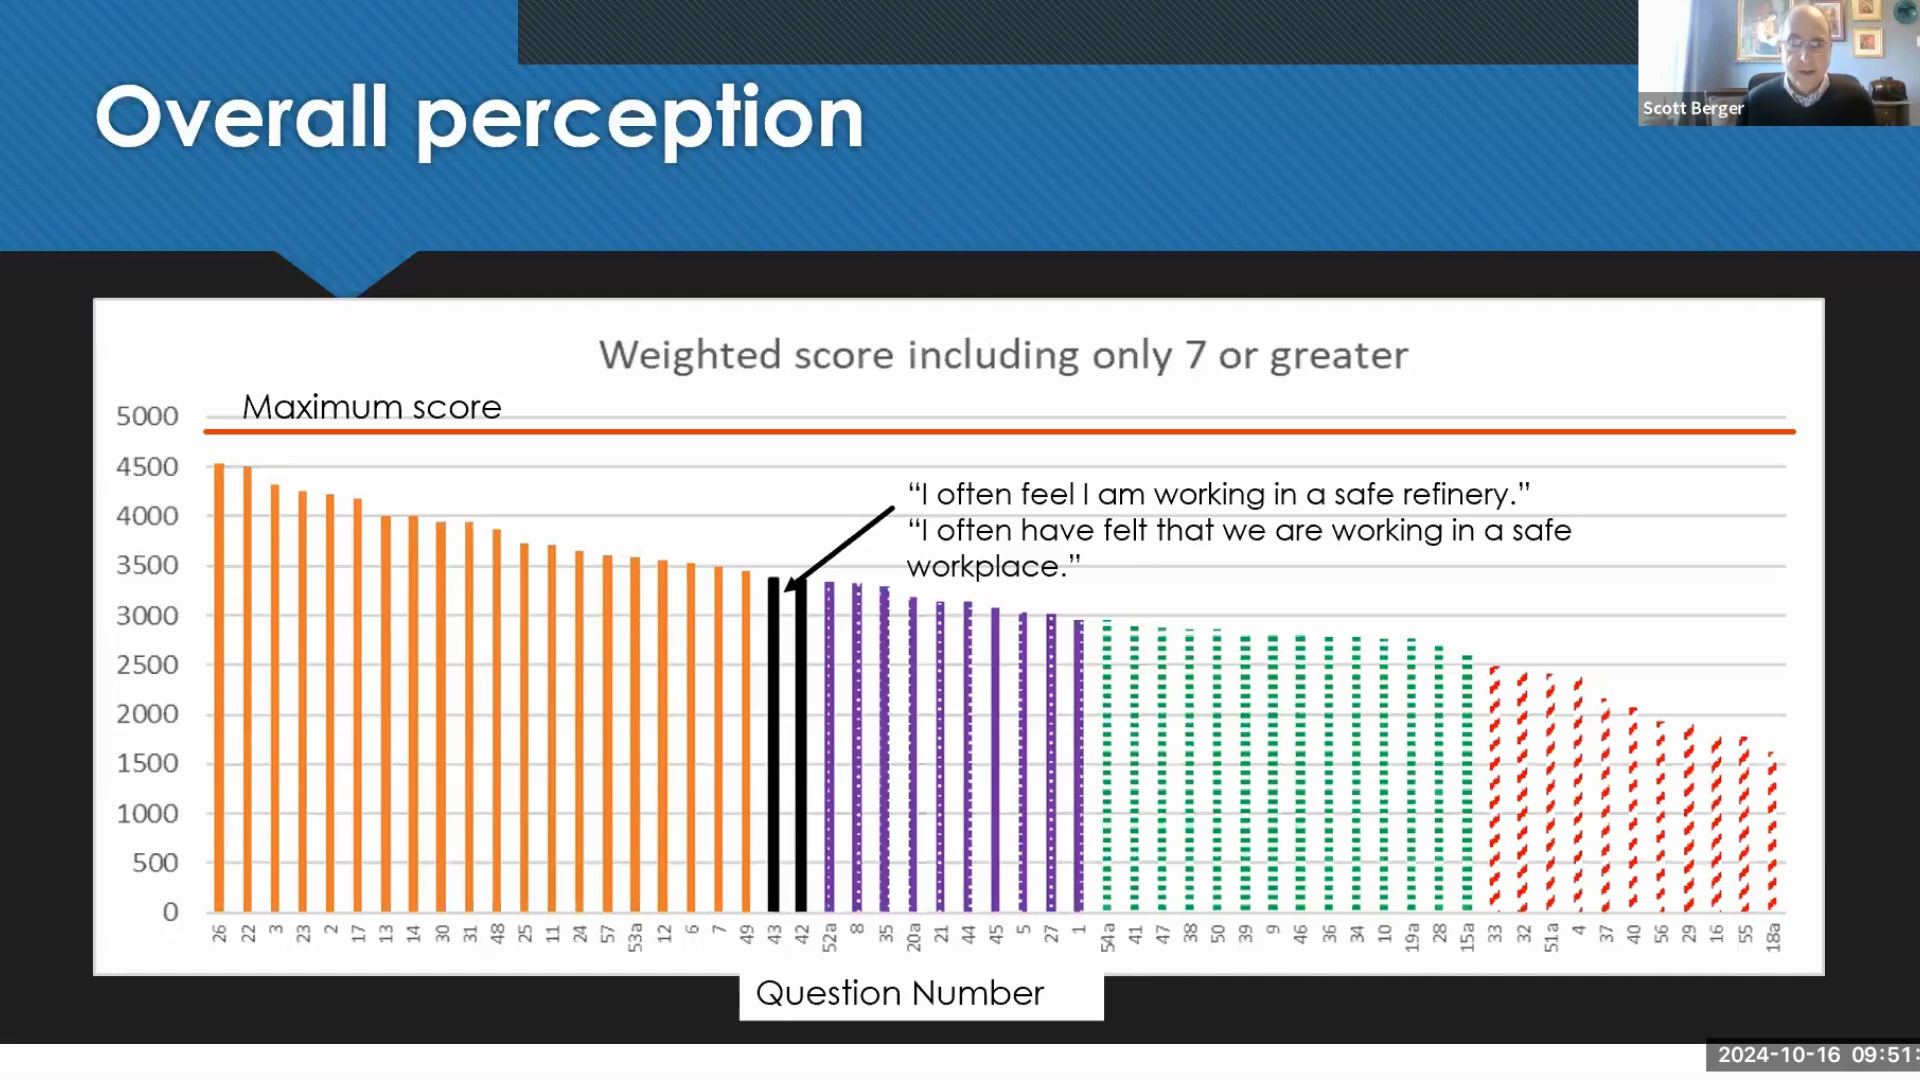 Overall perception
Scott Berger
Weighted score including only 7 or greater
Maximum score
5000
4500
4000
3500
3000
2500
2000
1500
1000
500
0
“I often feel I am working in a safe refinery.”
“I often have felt that we are working in a safe
workplace.”
26 22 3 23 2 17 13 14 30 31 48 25 11 24 57 53a 12 6 7 49 43 42 52a 8 35 20a 21 44 45 5 27 1 54a 41 47 38 50 39 9 46 36 34 10 19a 28 15a 33 32 51a 4 37 40 56 29 16 55 18a
Question Number
2024-10-16 09:51: